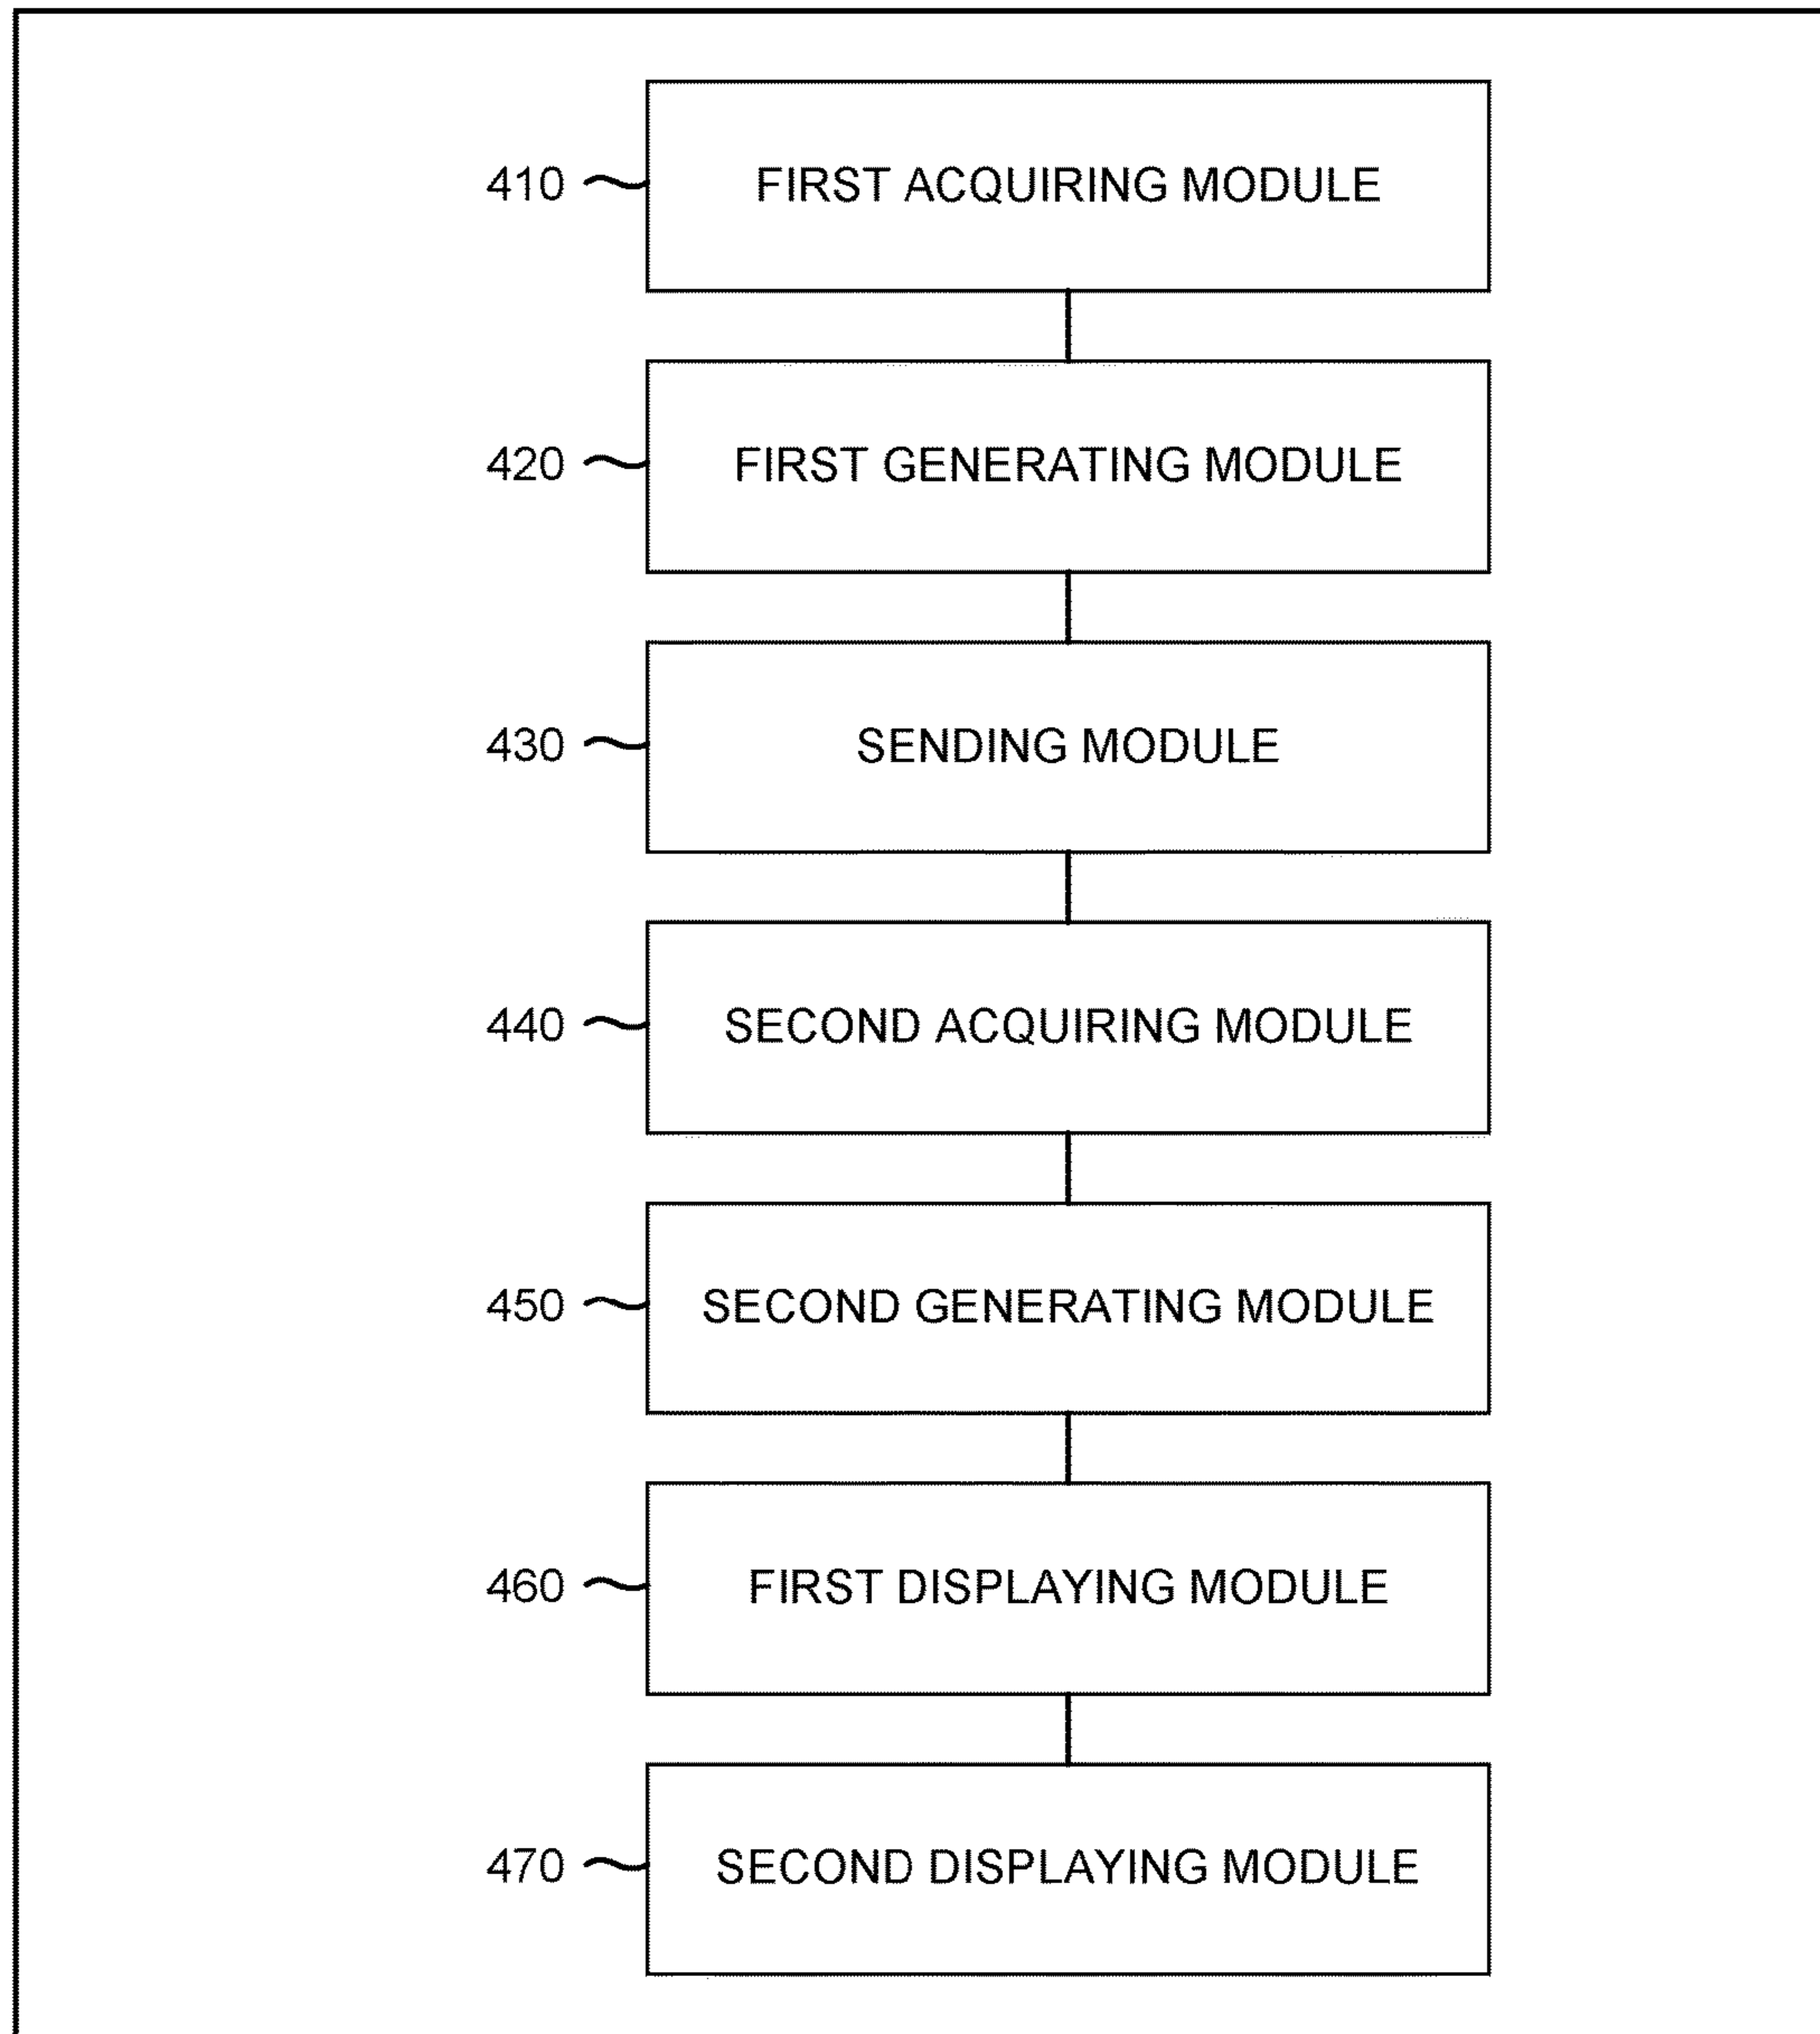 410 FIRST ACQUIRING MODULE
420 FIRST GENERATING MODULE
430 SENDING MODULE
440 SECOND ACQUIRING MODULE
450 SECOND GENERATING MODULE
460 FIRST DISPLAYING MODULE
470 SECOND DISPLAYING MODULE